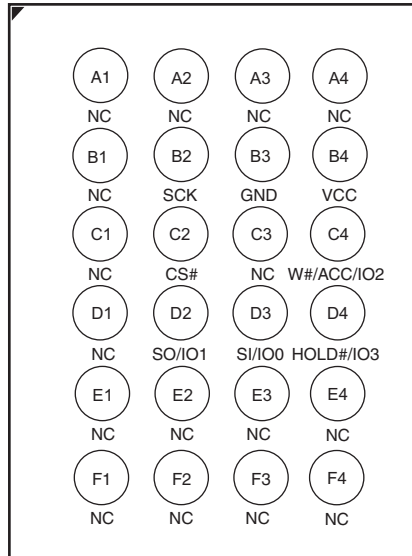 A1 A2 A3 A4
NC NC NC NC
B1 B2 B3 B4
NC SCK GND VCC
C1 C2 C3 C4
NC CS# NC W#/ACC/IO2
D1 D2 D3 D4
NC SO/IO1 SI/IO0 HOLD#/IO3
E1 E2 E3 E4
NC NC NC NC
F1 F2 F3 F4
NC NC NC NC